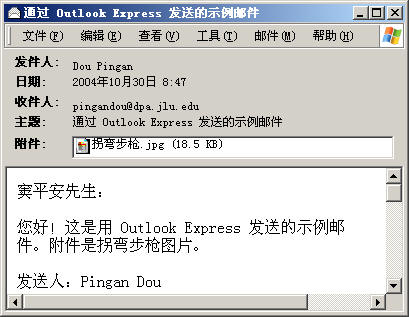 通过 Outlook Express 发送的示例邮件
文件(F) 编辑(E) 查看(V) 工具(T) 邮件(M) 帮助(H)
发件人: Dou Pingan
日期: 2004年10月30日 8:47
收件人: pingandou@dpa.jlu.edu
主题: 通过 Outlook Express 发送的示例邮件
附件: 拐弯步枪.jpg (18.5 KB)
窦平安先生:
您好! 这是用 Outlook Express 发送的示例邮
件。附件是拐弯步枪图片。
发送人: Pingan Dou